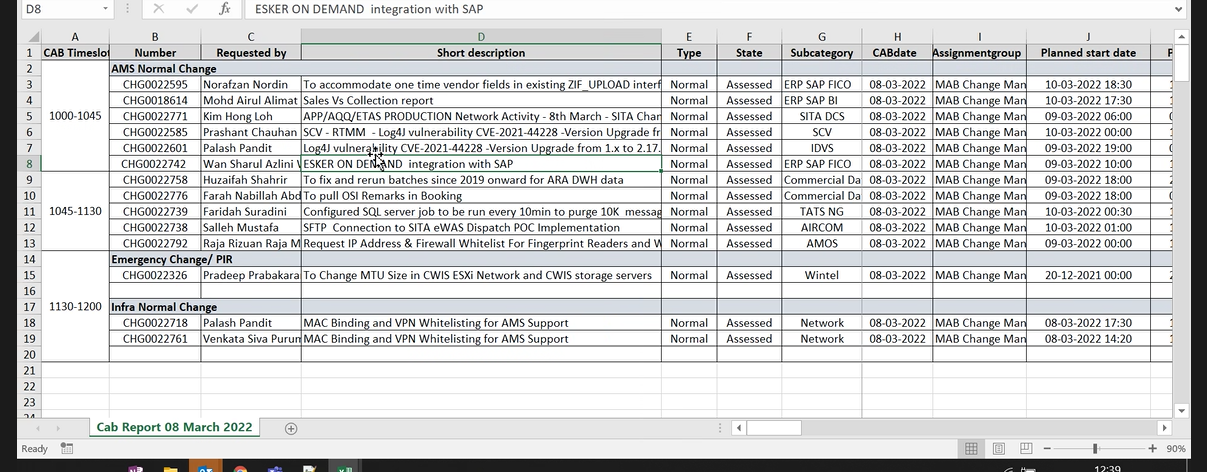 D8 fx ESKER ON DEMAND  integration with SAP
A B C D E F G H I J
1 CAB Timeslot Number Requested by Short description Type State Subcategory CABdate Assignmentgroup Planned start date
2 AMS Normal Change
3 CHG0022595 Norafzan Nordin To accommodate one time vendor fields in existing ZIF_UPLOAD interf Normal Assessed ERP SAP FICO 08-03-2022 MAB Change Man 10-03-2022 18:30
4 CHG0018614 Mohd Airul Alimat Sales Vs Collection report Normal Assessed ERP SAP BI 08-03-2022 MAB Change Man 10-03-2022 17:30
1000-1045
5 CHG0022771 Kim Hong Loh APP/AQQ/ETAS PRODUCTION Network Activity - 8th March - SITA Chan Normal Assessed SITA DCS 08-03-2022 MAB Change Man 09-03-2022 06:00
6 CHG0022585 Prashant Chauhan SCV - RTMM  - Log4J vulnerability CVE-2021-44228 -Version Upgrade fr Normal Assessed SCV 08-03-2022 MAB Change Man 10-03-2022 00:00
7 CHG0022601 Palash Pandit Log4J vulnerability CVE-2021-44228 -Version Upgrade from 1.x to 2.17. Normal Assessed IDVS 08-03-2022 MAB Change Man 09-03-2022 19:00
8 CHG0022742 Wan Sharul Azlini ESKER ON DEMAND  integration with SAP Normal Assessed ERP SAP FICO 08-03-2022 MAB Change Man 09-03-2022 10:00
9 CHG0022758 Huzaifah Shahrir To fix and rerun batches since 2019 onward for ARA DWH data Normal Assessed Commercial Da 08-03-2022 MAB Change Man 09-03-2022 18:00
10 CHG0022776 Farah Nabillah Abd To pull OSI Remarks in Booking Normal Assessed Commercial Da 08-03-2022 MAB Change Man 09-03-2022 18:00
1045-1130
11 CHG0022739 Faridah Suradini Configured SQL server job to be run every 10min to purge 10K  messag Normal Assessed TATS NG 08-03-2022 MAB Change Man 10-03-2022 00:30
12 CHG0022738 Salleh Mustafa SFTP  Connection to SITA eWAS Dispatch POC Implementation Normal Assessed AIRCOM 08-03-2022 MAB Change Man 10-03-2022 01:00
13 CHG0022792 Raja Rizuan Raja M Request IP Address & Firewall Whitelist For Fingerprint Readers and W Normal Assessed AMOS 08-03-2022 MAB Change Man 09-03-2022 00:00
14 Emergency Change/ PIR
15 CHG0022326 Pradeep Prabakara To Change MTU Size in CWIS ESXi Network and CWIS storage servers Normal Assessed Wintel 08-03-2022 MAB Change Man 20-12-2021 00:00
16
1130-1200
17 Infra Normal Change
18 CHG0022718 Palash Pandit MAC Binding and VPN Whitelisting for AMS Support Normal Assessed Network 08-03-2022 MAB Change Man 08-03-2022 17:30
19 CHG0022761 Venkata Siva Purun MAC Binding and VPN Whitelisting for AMS Support Normal Assessed Network 08-03-2022 MAB Change Man 08-03-2022 14:20
20
21
22
23
Cab Report 08 March 2022
Ready 90%
12:39